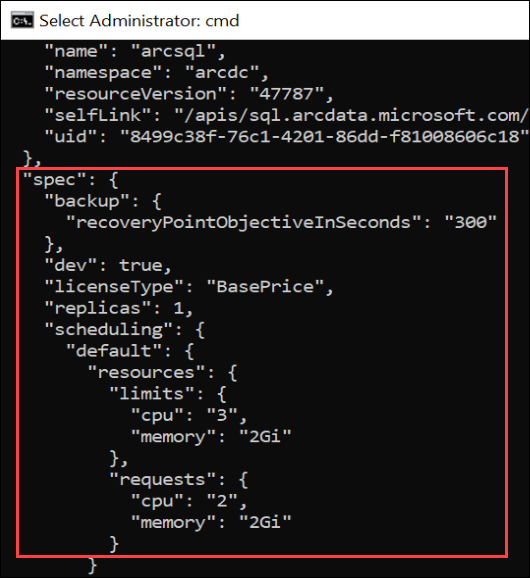 Select Administrator: cmd
"name": "arcsql",
"namespace": "arcdc",
"resourceVersion": "47787",
"selfLink": "/apis/sql.arcdata.microsoft.com/
"uid": "8499c38f-76c1-4201-86dd-f81008606c18"
},
"spec": {
"backup": {
"recoveryPointObjectiveInSeconds": "300"
},
"dev": true,
"licenseType": "BasePrice",
"replicas": 1,
"scheduling": {
"default": {
"resources": {
"limits": {
"cpu": "3",
"memory": "2Gi"
},
"requests": {
"cpu": "2",
"memory": "2Gi"
}
}